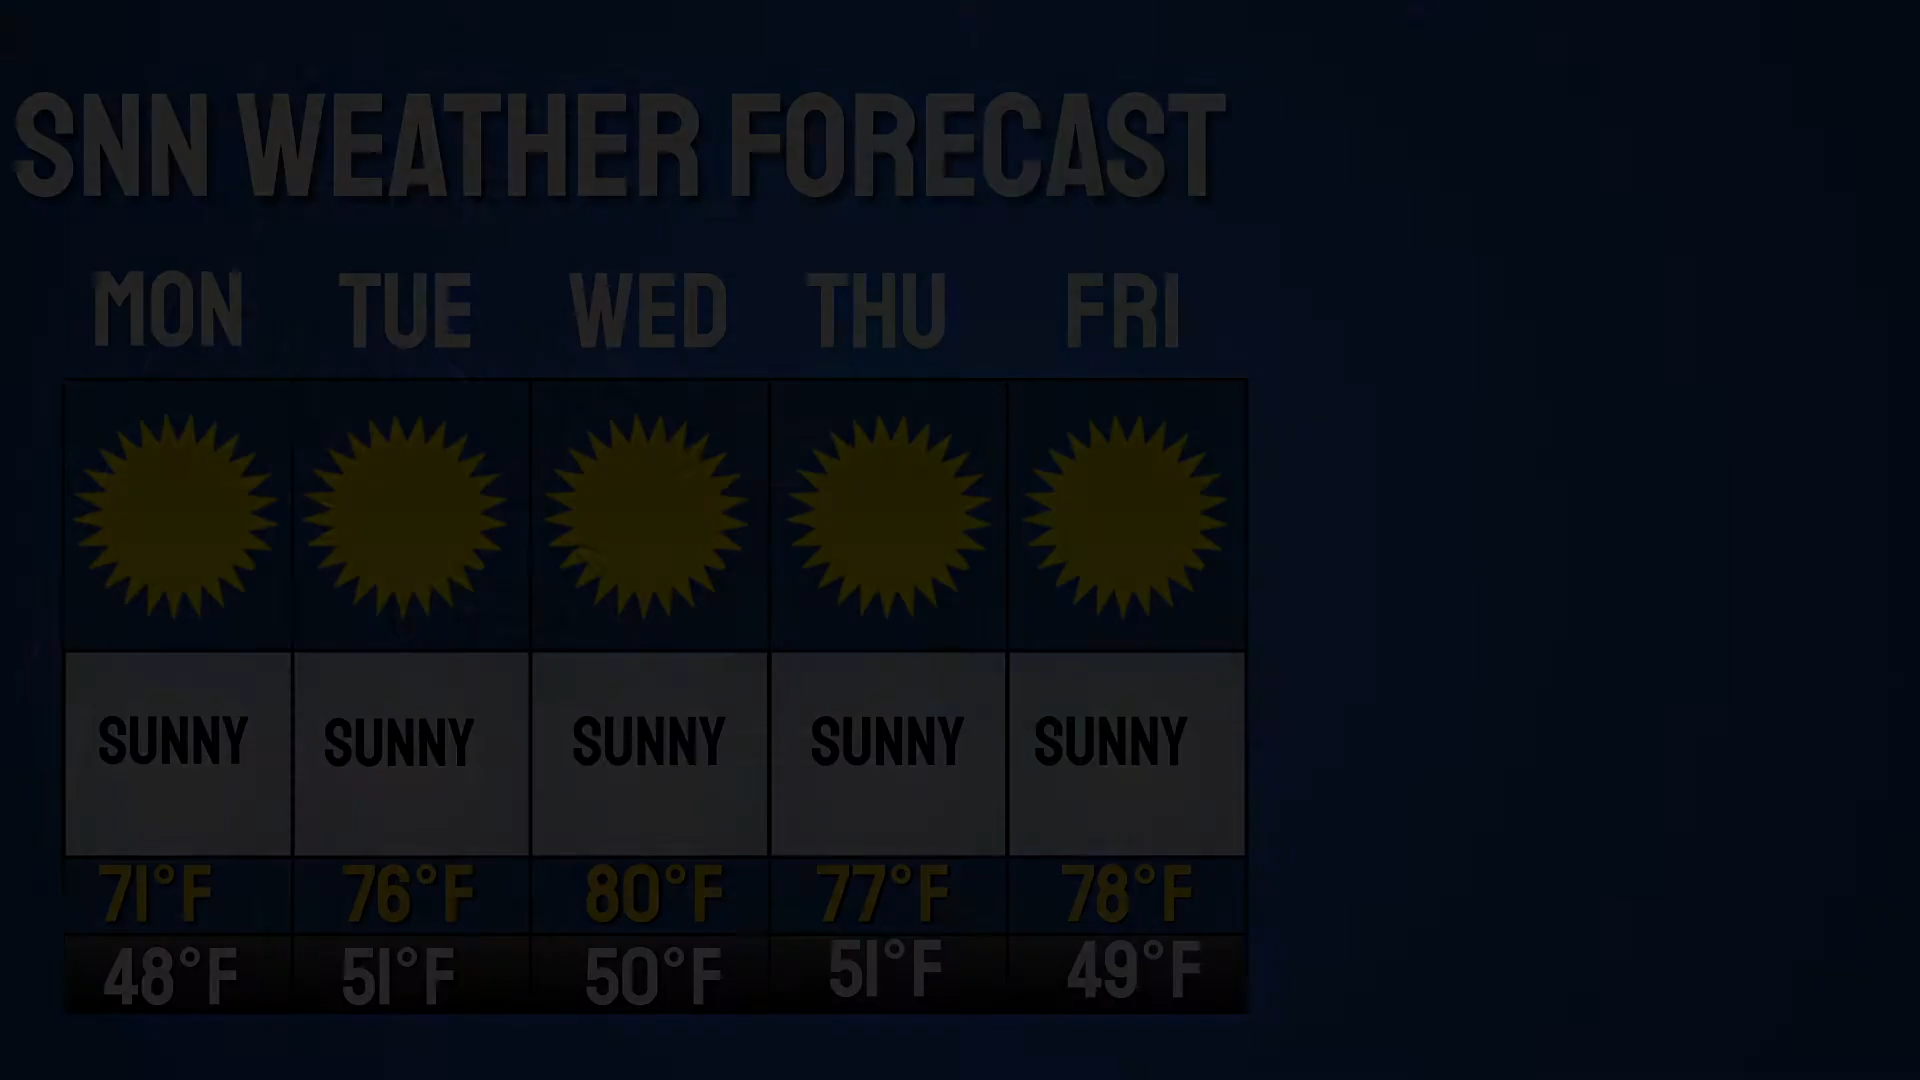 SNN WEATHER FORECAST
MON TUE WED THU FRI
SUNNY SUNNY SUNNY SUNNY SUNNY
71°F 76°F 80°F 77°F 78°F
48°F 51°F 50°F 51°F 49°F